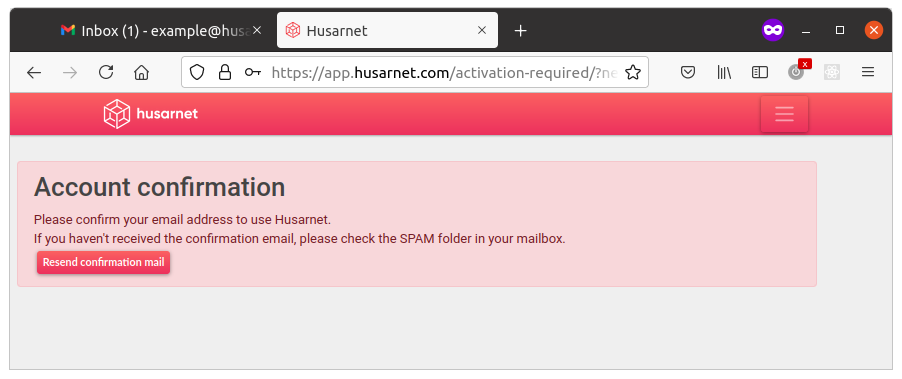 Inbox (1) - example@husa
Husarnet
https://app.husarnet.com/activation-required/?ne
x
husarnet
Account confirmation
Please confirm your email address to use Husarnet.
If you haven't received the confirmation email, please check the SPAM folder in your mailbox.
Resend confirmation mail